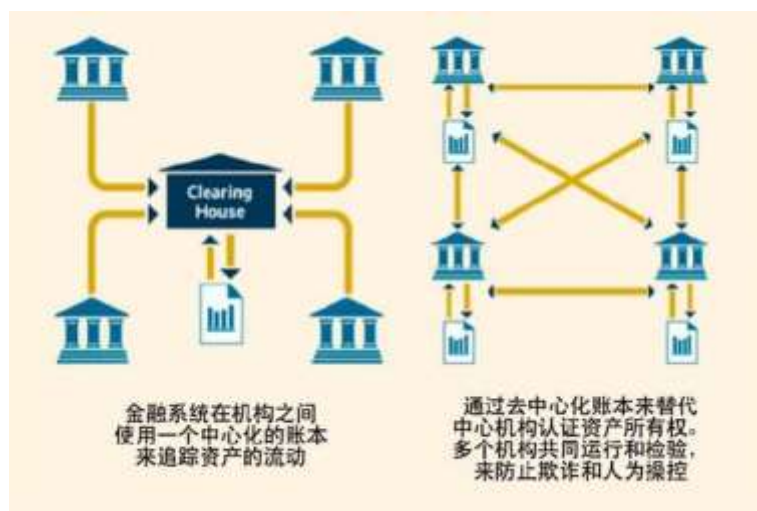 Clearing
House
金融系统在机构之间
使用一个中心化的账本
来追踪资产的流动
通过去中心化账本来替代
中心机构认证资产所有权。
多个机构共同运行和检验，
来防止欺诈和人为操控